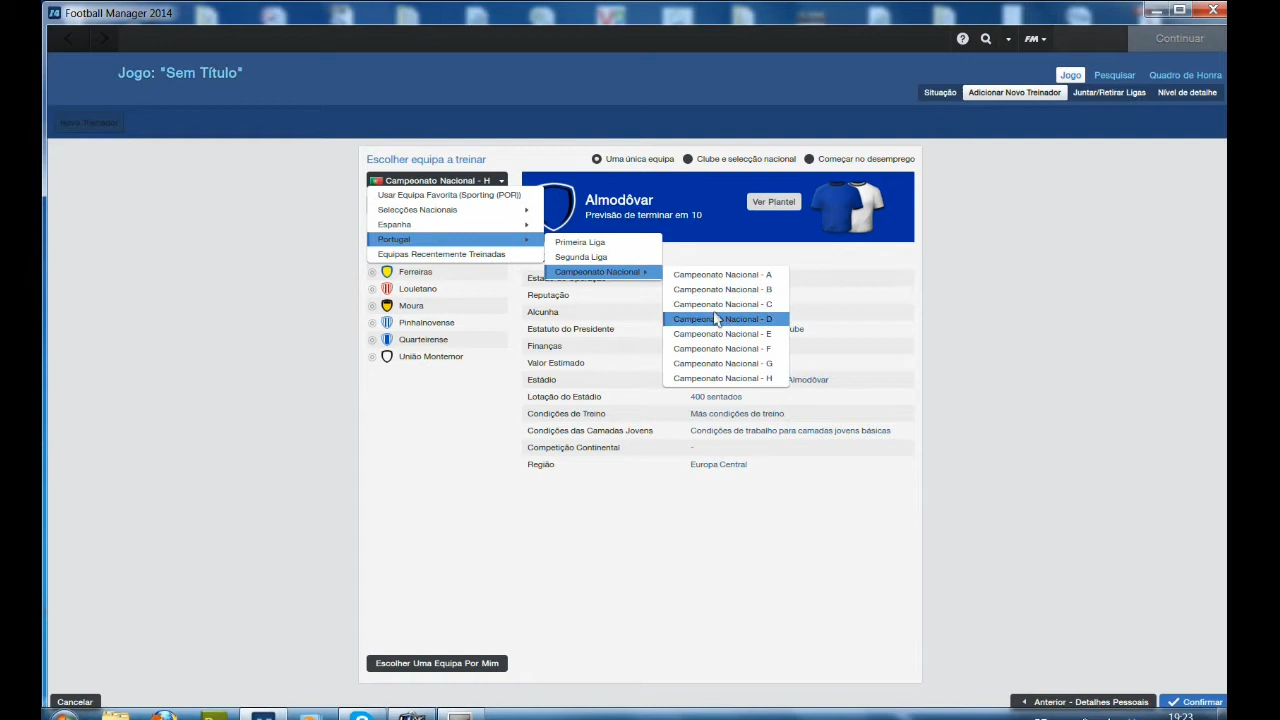 Football Manager 2014
FM
Continuar
Jogo: "Sem Título"
Jogo
Pesquisar
Quadro de Honra
Situação
Adicionar Novo Treinador
Juntar/Retirar Ligas
Nível de detalhe
Novo Treinador
Escolher equipa a treinar
Uma única equipa
Clube e selecção nacional
Começar no desemprego
Campeonato Nacional - H
Usar Equipa Favorita (Sporting (POR))
Selecções Nacionais
Espanha
Portugal
Equipas Recentemente Treinadas
Primeira Liga
Segunda Liga
Campeonato Nacional
Campeonato Nacional - A
Campeonato Nacional - B
Campeonato Nacional - C
Campeonato Nacional - D
Campeonato Nacional - E
Campeonato Nacional - F
Campeonato Nacional - G
Campeonato Nacional - H
Ferreiras
Louletano
Moura
Pinhalnovense
Quarteirense
União Montemor
Almodôvar
Previsão de terminar em 10
Ver Plantel
Reputação
Alcunha
Estatuto do Presidente
Finanças
Valor Estimado
Estádio
Almodôvar
Lotação do Estádio
400 sentados
Condições de Treino
Más condições de treino
Condições das Camadas Jovens
Condições de trabalho para camadas jovens básicas
Competição Continental
-
Região
Europa Central
Escolher Uma Equipa Por Mim
Cancelar
Anterior - Detalhes Pessoais
Confirmar
19:23